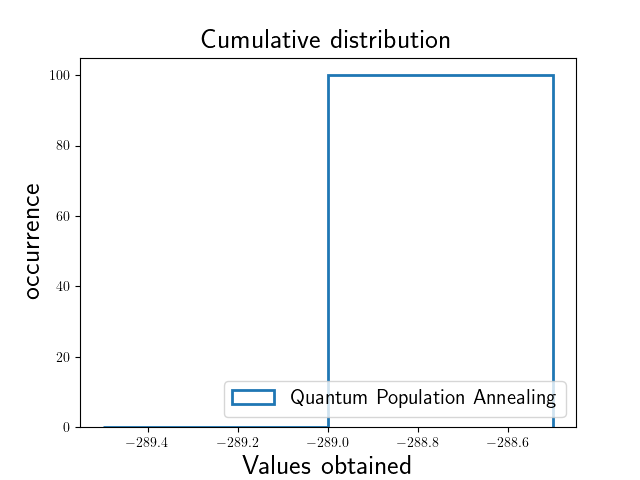 Cumulative distribution
100
80
60
40
20
0
occurrence
−289.4 −289.2 −289.0 −288.8 −288.6
Values obtained
Quantum Population Annealing